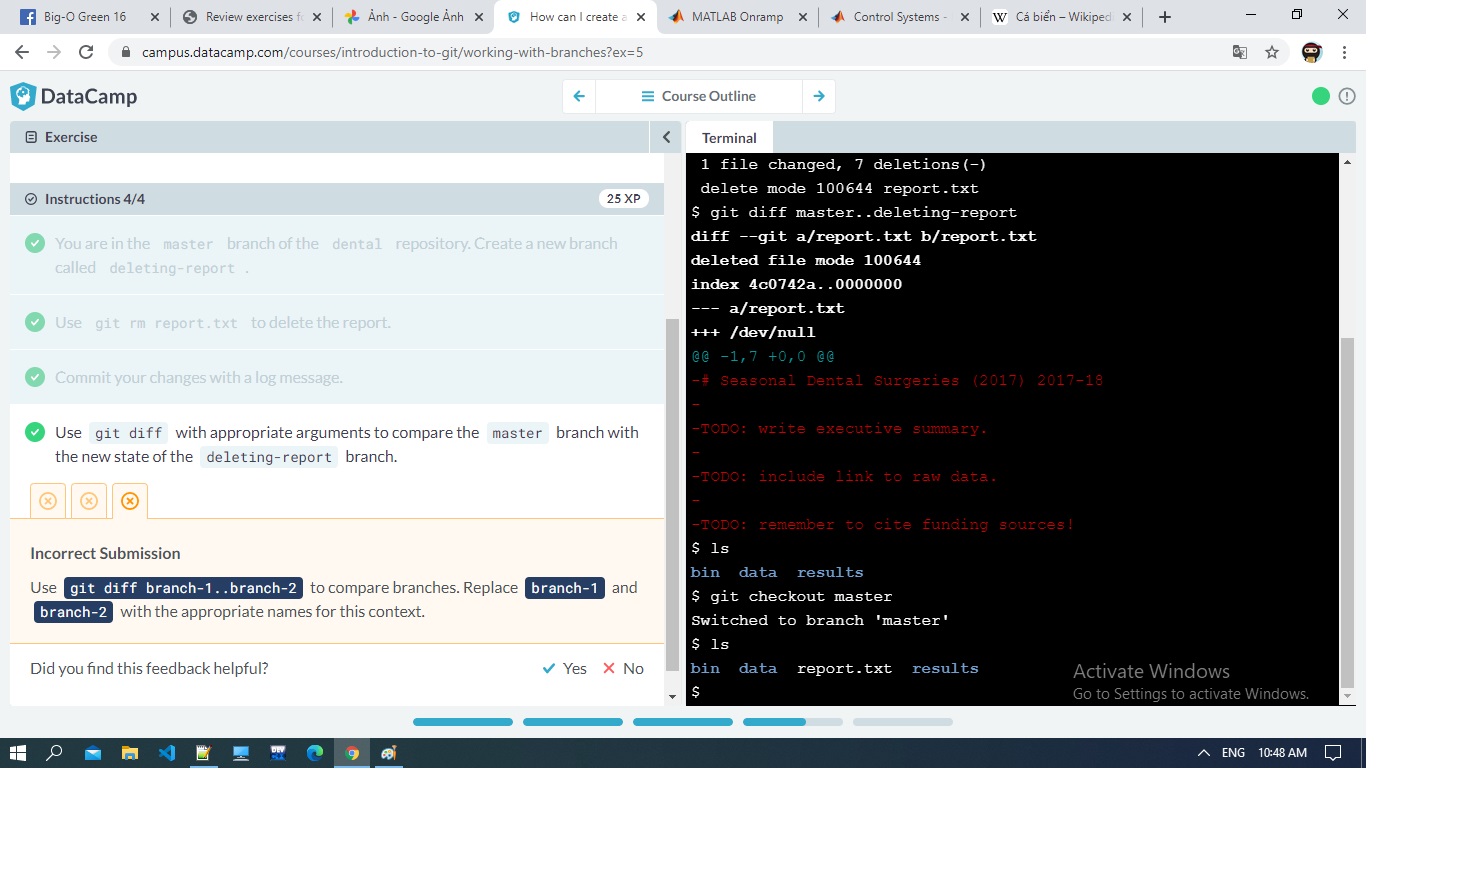 Big-O Green 16
Review exercises f
Ảnh - Google Ảnh
How can I create a
MATLAB Onramp
Control Systems -
W Cá biển – Wikiped
campus.datacamp.com/courses/introduction-to-git/working-with-branches?ex=5
DataCamp
Course Outline
Exercise
Instructions 4/4
25 XP
You are in the master branch of the dental repository. Create a new branch
called deleting-report .
Use git rm report.txt to delete the report.
Commit your changes with a log message.
Use git diff with appropriate arguments to compare the master branch with
the new state of the deleting-report branch.
Incorrect Submission
Use git diff branch-1..branch-2 to compare branches. Replace branch-1 and
branch-2 with the appropriate names for this context.
Did you find this feedback helpful?
Yes
No
Terminal
1 file changed, 7 deletions(-)
delete mode 100644 report.txt
$ git diff master..deleting-report
diff --git a/report.txt b/report.txt
deleted file mode 100644
index 4c0742a..0000000
--- a/report.txt
+++ /dev/null
@@ -1,7 +0,0 @@
-# Seasonal Dental Surgeries (2017) 2017-18
-
-TODO: write executive summary.
-
-TODO: include link to raw data.
-
-TODO: remember to cite funding sources!
$ ls
bin data results
$ git checkout master
Switched to branch 'master'
$ ls
bin data report.txt results
$
Activate Windows
Go to Settings to activate Windows.
DEV
ENG
10:48 AM